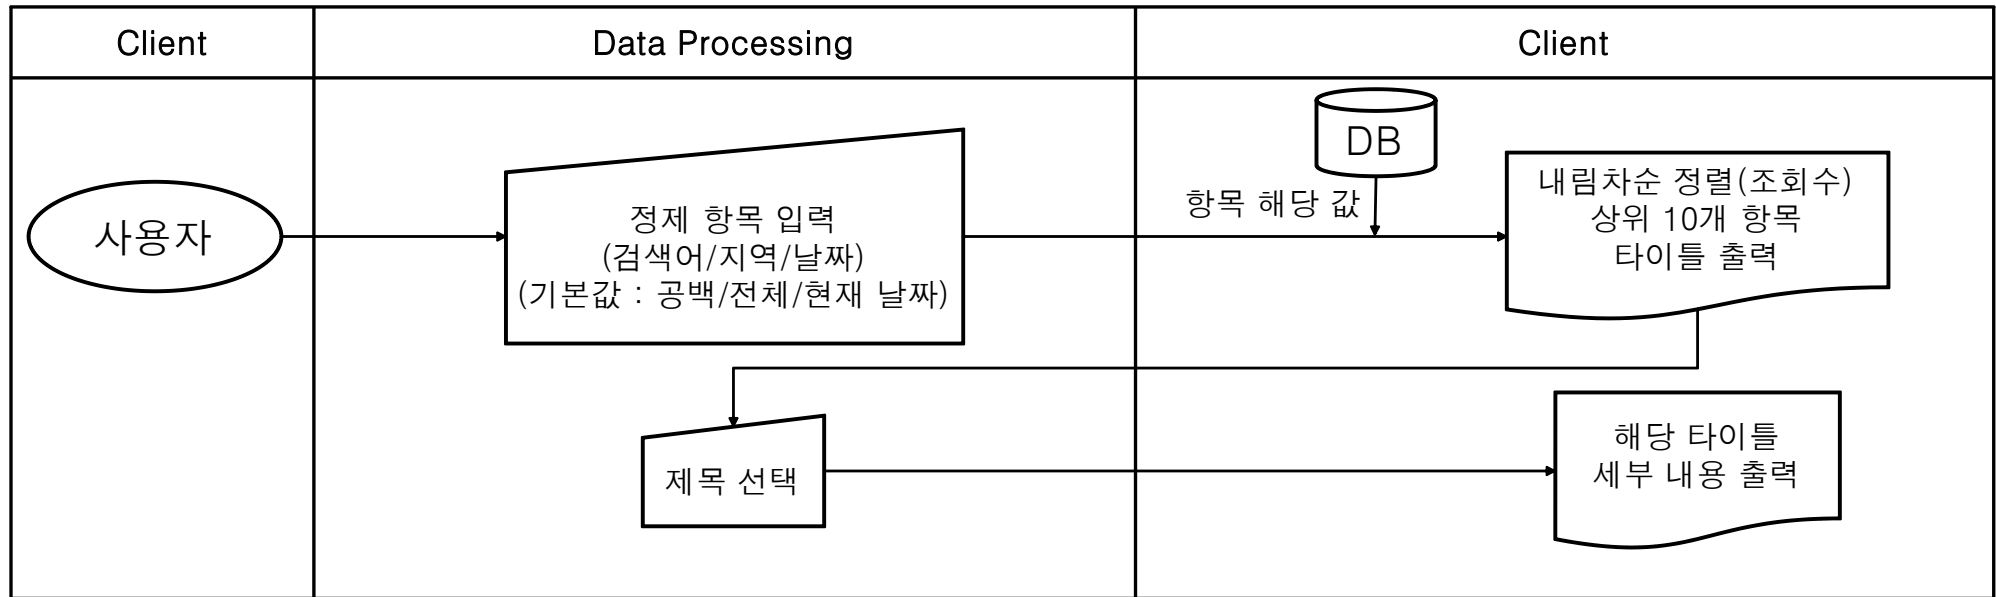 Client
Data Processing
Client
DB
사용자
정제 항목 입력
(검색어/지역/날짜)
(기본값 : 공백/전체/현재 날짜)
항목 해당 값
내림차순 정렬(조회수)
상위 10개 항목
타이틀 출력
제목 선택
해당 타이틀
세부 내용 출력